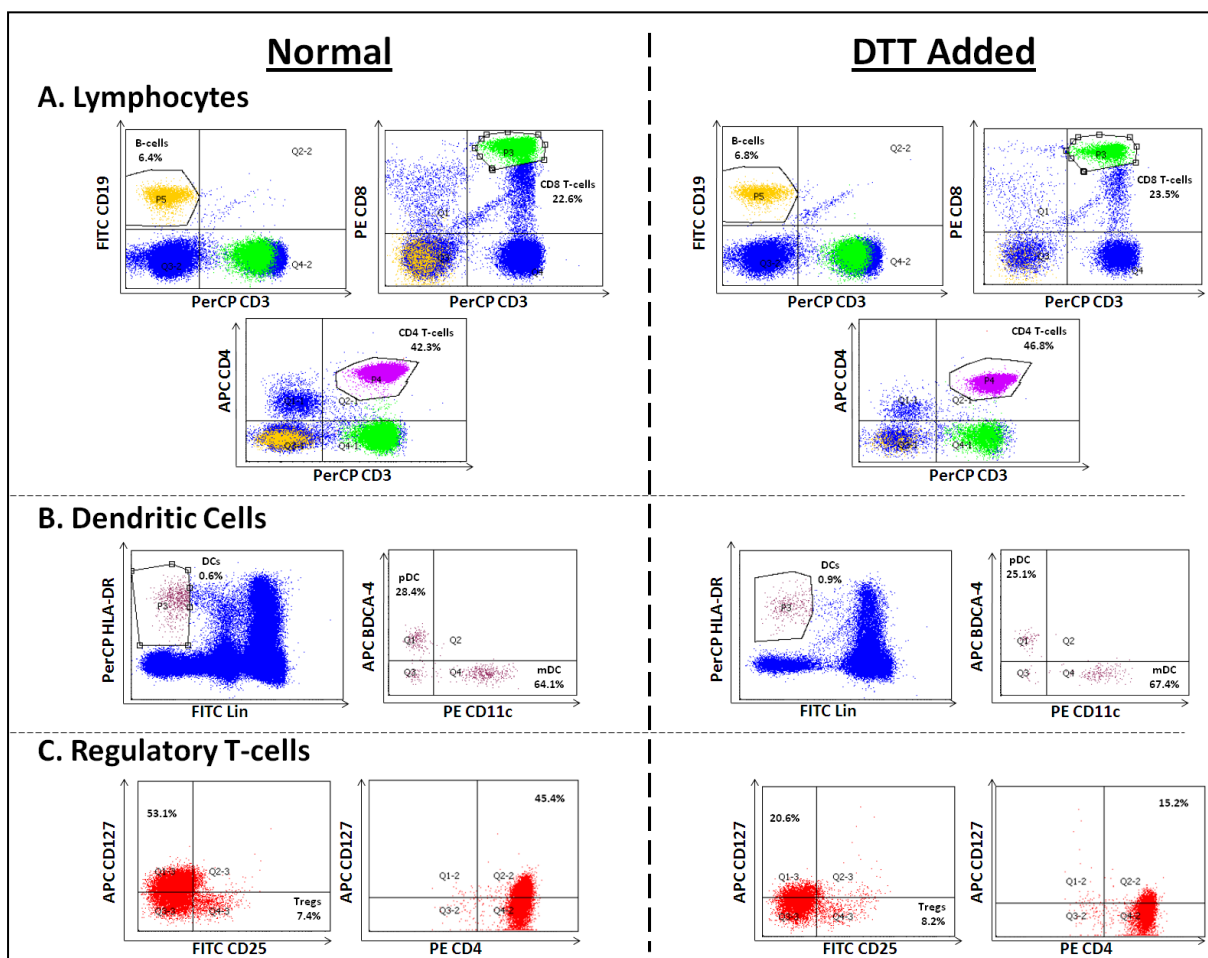 Normal
DTT Added
A. Lymphocytes
B-cells
6.4%
Q2-2
P5
Q4-2
FITC CD19
PerCP CD3
P3
CD8 T-cells
22.6%
Q1
PE CD8
PerCP CD3
B-cells
6.8%
Q2-2
P5
Q4-2
FITC CD19
PerCP CD3
P3
CD8 T-cells
23.5%
Q1
Q4
PE CD8
PerCP CD3
CD4 T-cells
42.3%
P4
Q2-1
Q4-1
APC CD4
PerCP CD3
CD4 T-cells
46.8%
P4
Q1-1
Q2-1
Q4-1
APC CD4
PerCP CD3
B. Dendritic Cells
DCs
0.6%
P3
PerCP HLA-DR
FITC Lin
pDC
28.4%
Q1
Q2
Q3
Q4
mDC
64.1%
APC BDCA-4
PE CD11c
DCs
0.9%
P3
PerCP HLA-DR
FITC Lin
pDC
25.1%
Q1
Q2
Q3
Q4
mDC
67.4%
APC BDCA-4
PE CD11c
C. Regulatory T-cells
53.1%
Q1-3
Q2-3
Q3-3
Q4-3
Tregs
7.4%
APC CD127
FITC CD25
45.4%
Q1-2
Q2-2
Q3-2
Q4-2
APC CD127
PE CD4
20.6%
Q1-3
Q2-3
Q3-3
Q4-3
Tregs
8.2%
APC CD127
FITC CD25
15.2%
Q1-2
Q2-2
Q3-2
Q4-2
APC CD127
PE CD4